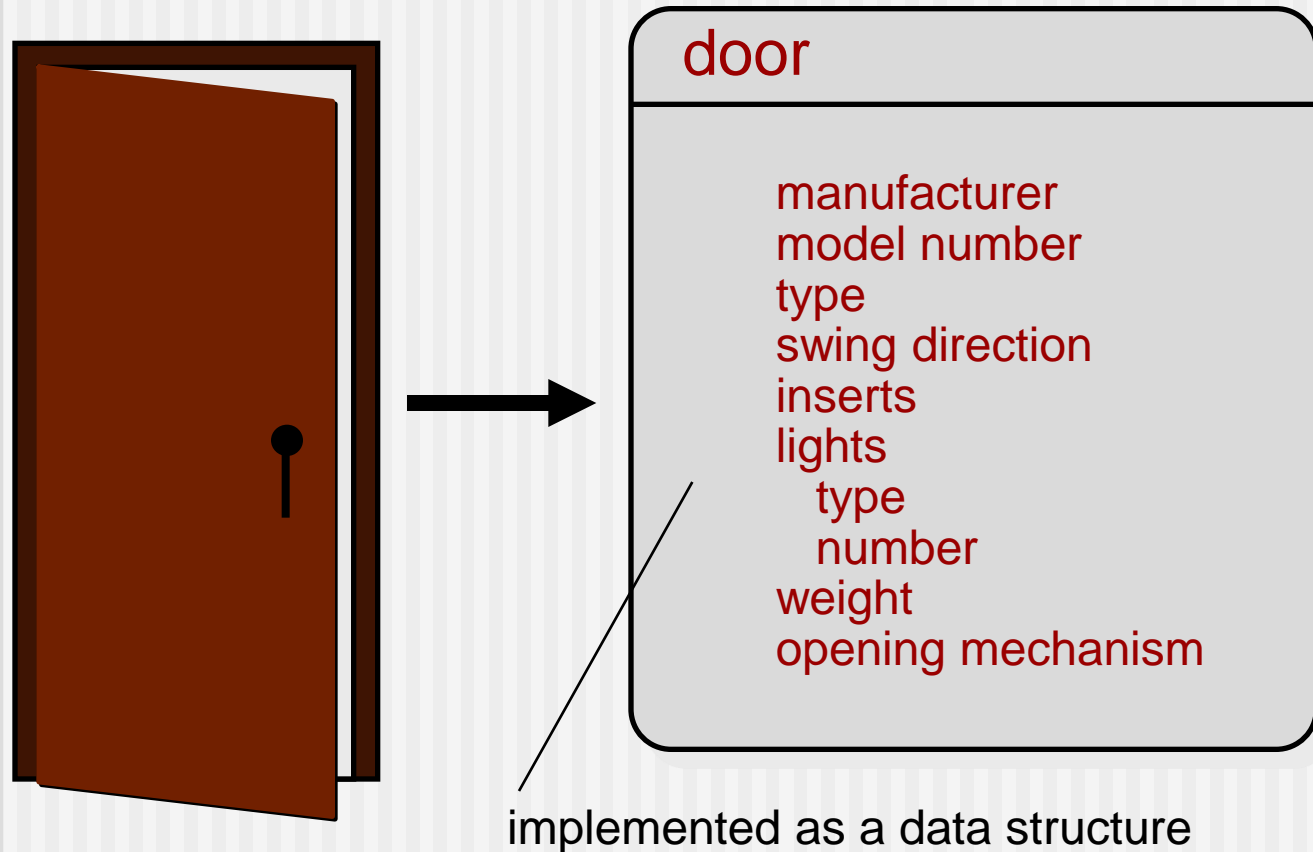 door
manufacturer
model number
type
swing direction
inserts
lights
type
number
weight
opening mechanism
implemented as a data structure